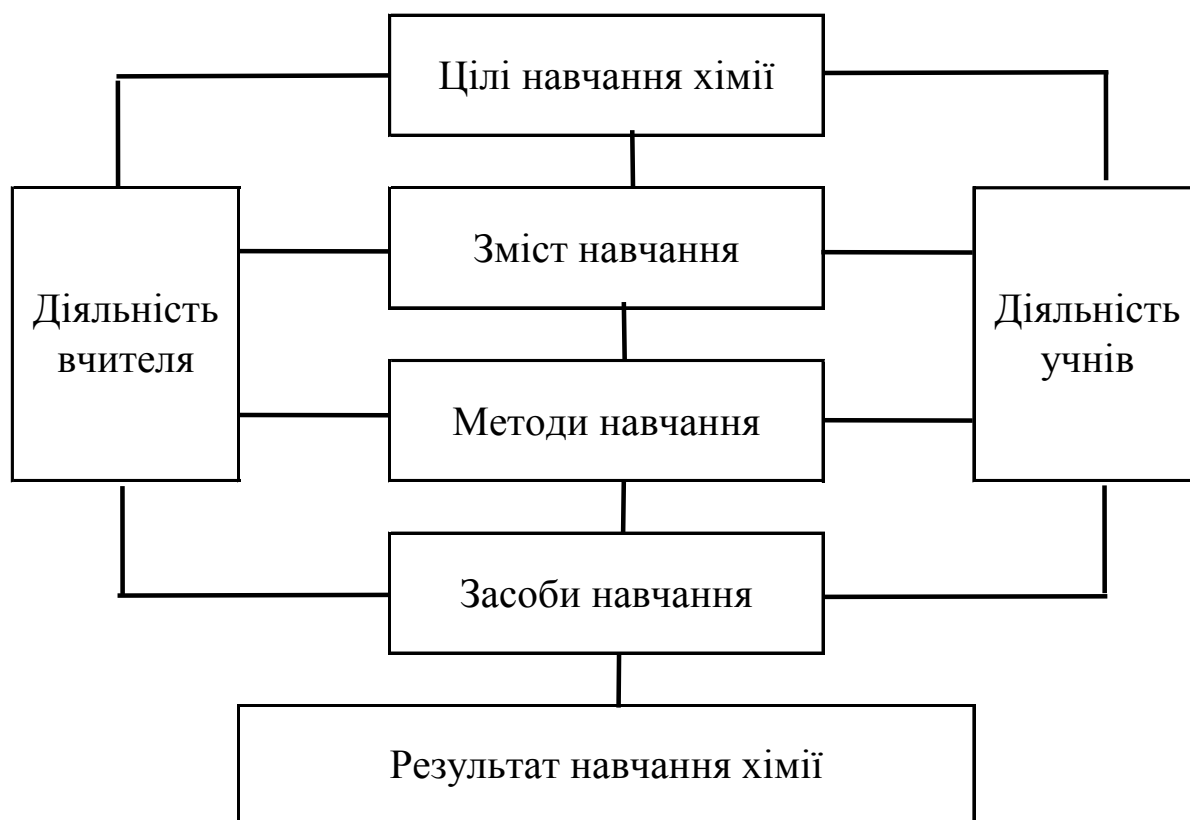 Цілі навчання хімії
Зміст навчання
Діяльність
вчителя
Діяльність
учнів
Методи навчання
Засоби навчання
Результат навчання хімії